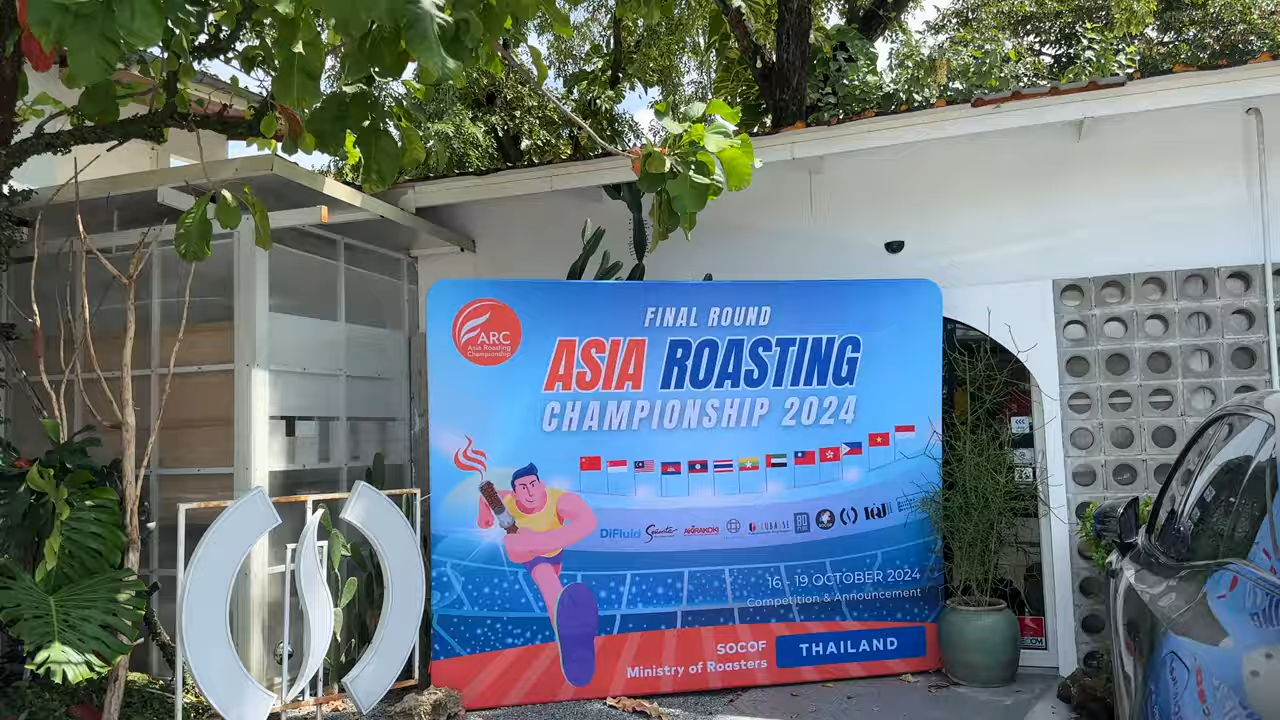 FINAL ROUND
ARC
Asia Roasting
Championship
ASIA ROASTING
CHAMPIONSHIP 2024
DiFluid
AKIRAKOKI
16 - 19 OCTOBER 2024
Competition & Announcement
SOCOF
Ministry of Roasters
THAILAND